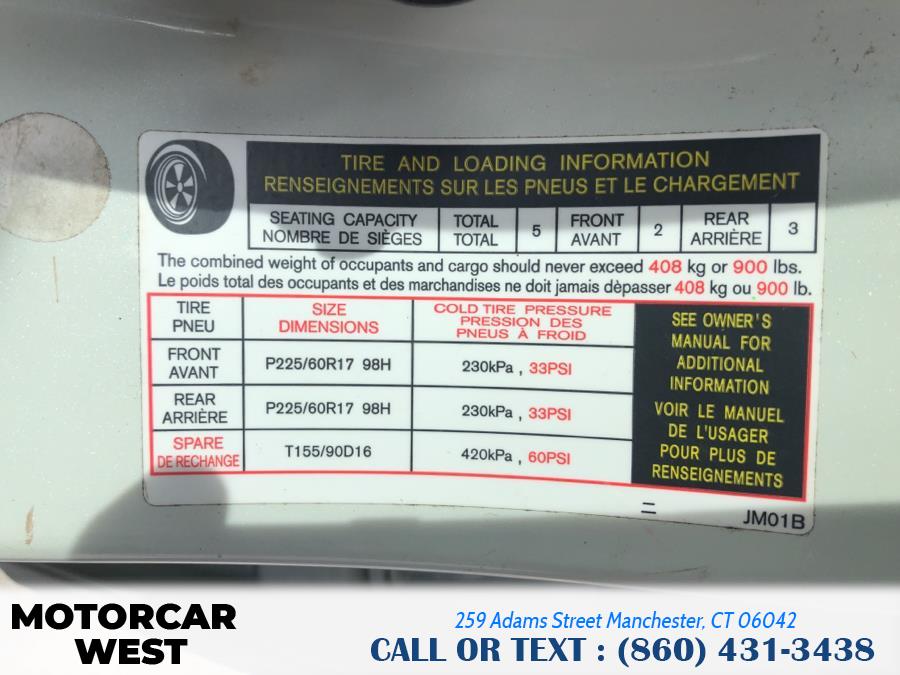 TIRE AND LOADING INFORMATION
RENSEIGNEMENTS SUR LES PNEUS ET LE CHARGEMENT
SEATING CAPACITY TOTAL 5 FRONT 2 REAR 3
NOMBRE DE SIÈGES TOTAL AVANT ARRIÈRE
The combined weight of occupants and cargo should never exceed 408 kg or 900 lbs.
Le poids total des occupants et des marchandises ne doit jamais dèpasser 408 kg ou 900 lb.
TIRE
PNEU
SIZE
DIMENSIONS
COLD TIRE PRESSURE
PRESSION DES
PNEUS À FROID
FRONT
AVANT
P225/60R17 98H
230kPa , 33PSI
REAR
ARRIÈRE
P225/60R17 98H
230kPa , 33PSI
SPARE
DE RECHANGE
T155/90D16
420kPa , 60PSI
SEE OWNER'S
MANUAL FOR
ADDITIONAL
INFORMATION
VOIR LE MANUEL
DE L'USAGER
POUR PLUS DE
RENSEIGNEMENTS
JM01B
MOTORCAR
WEST
259 Adams Street Manchester, CT 06042
CALL OR TEXT : (860) 431-3438